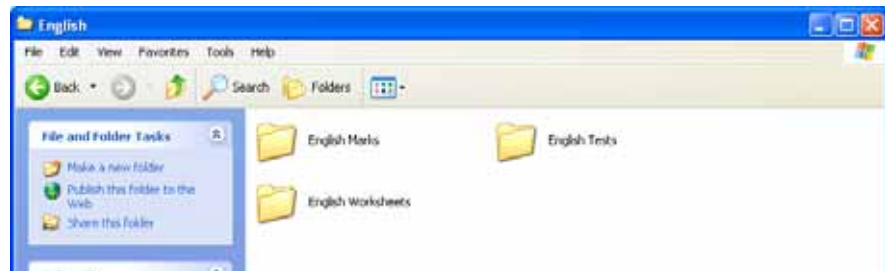 English
File Edit View Favorites Tools Help
Back Search Folders
File and Folder Tasks
Make a new folder
Publish this folder to the
Web
Share this folder
English Marks English Tests
English Worksheets